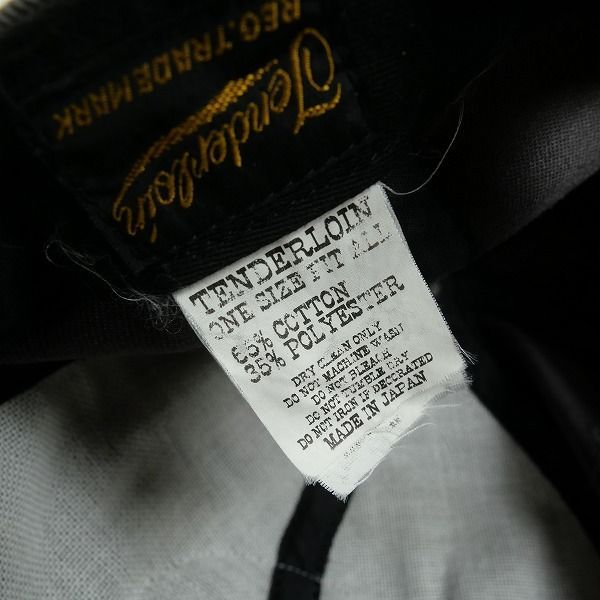 Tenderloin
REG. TRADEMARK
TENDERLOIN
ONE SIZE FIT ALL
65% COTTON
35% POLYESTER
DRY CLEAN ONLY
DO NOT MACHINE WASH
DO NOT BLEACH
DO NOT TUMBLE DRY
DO NOT IRON IF DECORATED
MADE IN JAPAN